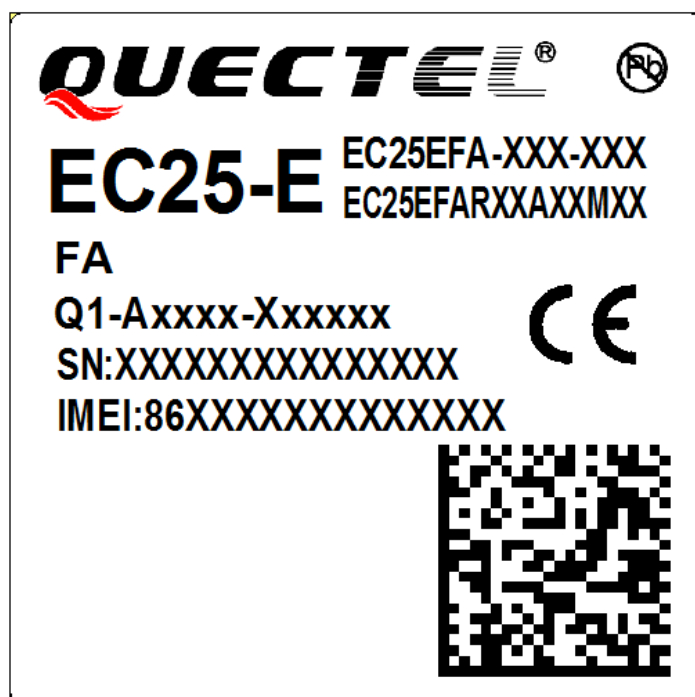 QUECTEL®
Pb
EC25-E
EC25EFA-XXX-XXX
EC25EFARXXAXXMXX
FA
Q1-Axxxx-Xxxxxx
SN:XXXXXXXXXXXXXXX
IMEI:86XXXXXXXXXXXXX
CE